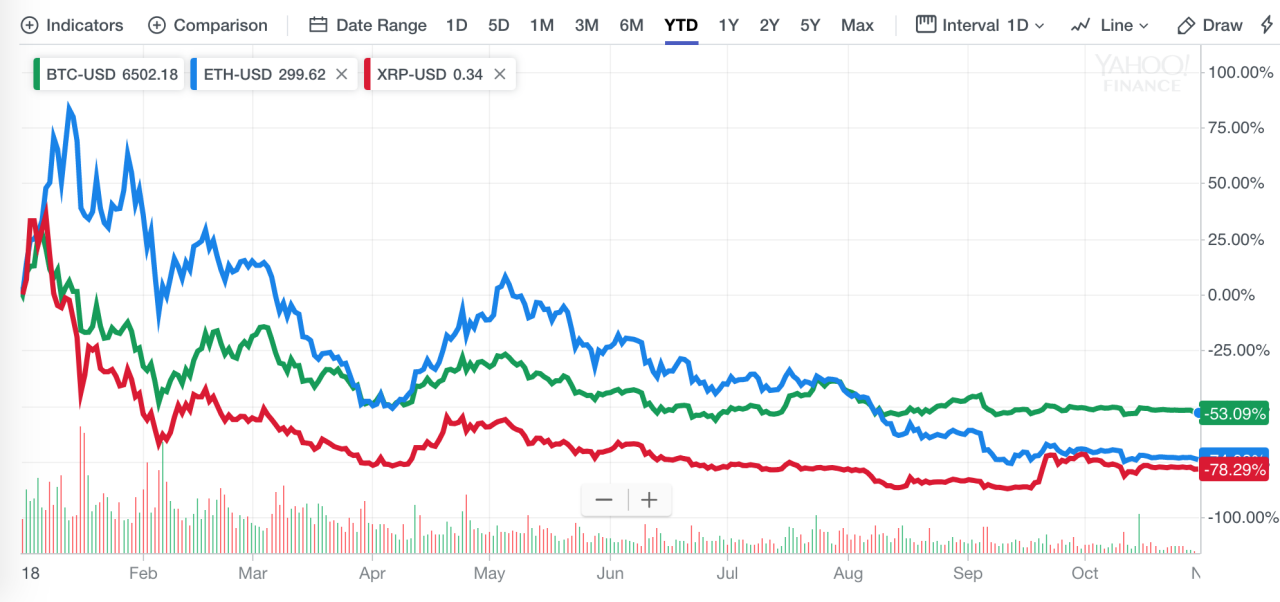 Indicators Comparison Date Range 1D 5D 1M 3M 6M YTD 1Y 2Y 5Y Max Interval 1D Line Draw
BTC-USD 6502.18 ETH-USD 299.62 XRP-USD 0.34
YAHOO!
FINANCE
100.00%
75.00%
50.00%
25.00%
0.00%
-25.00%
-53.09%
-78.29%
-100.00%
18 Feb Mar Apr May Jun Jul Aug Sep Oct N